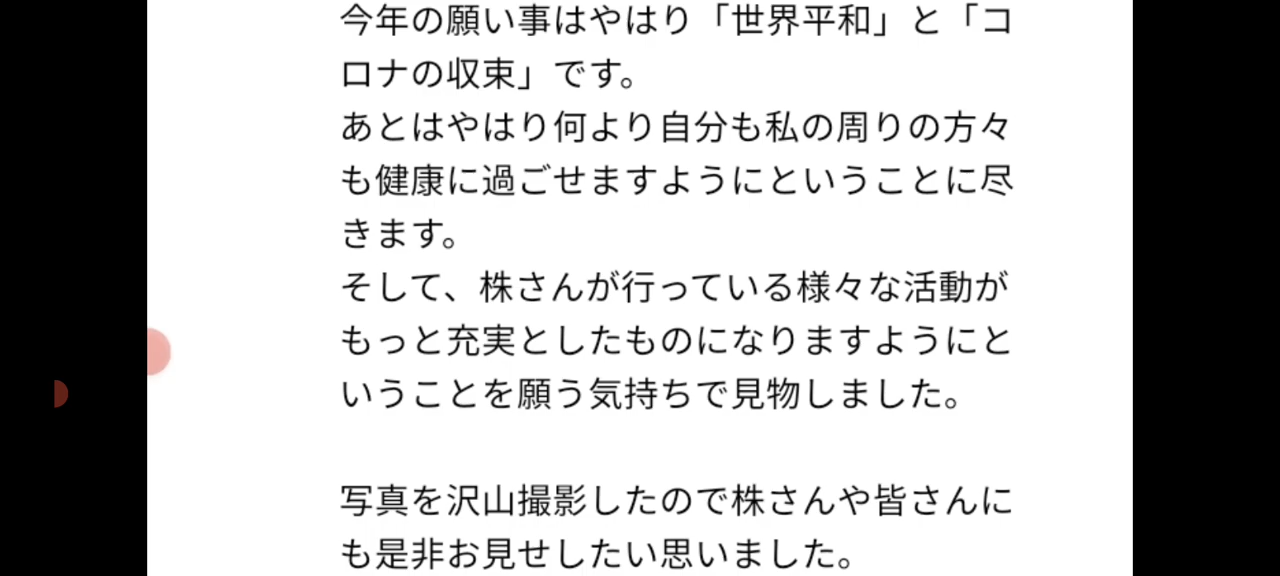 今年の願い事はやはり「世界平和」と「コ
ロナの収束」です。
あとはやはり何より自分も私の周りの方々
も健康に過ごせますようにということに尽
きます。
そして、株さんが行っている様々な活動が
もっと充実としたものになりますようにと
いうことを願う気持ちで見物しました。
写真を沢山撮影したので株さんや皆さんに
も是非お見せしたい思いました。